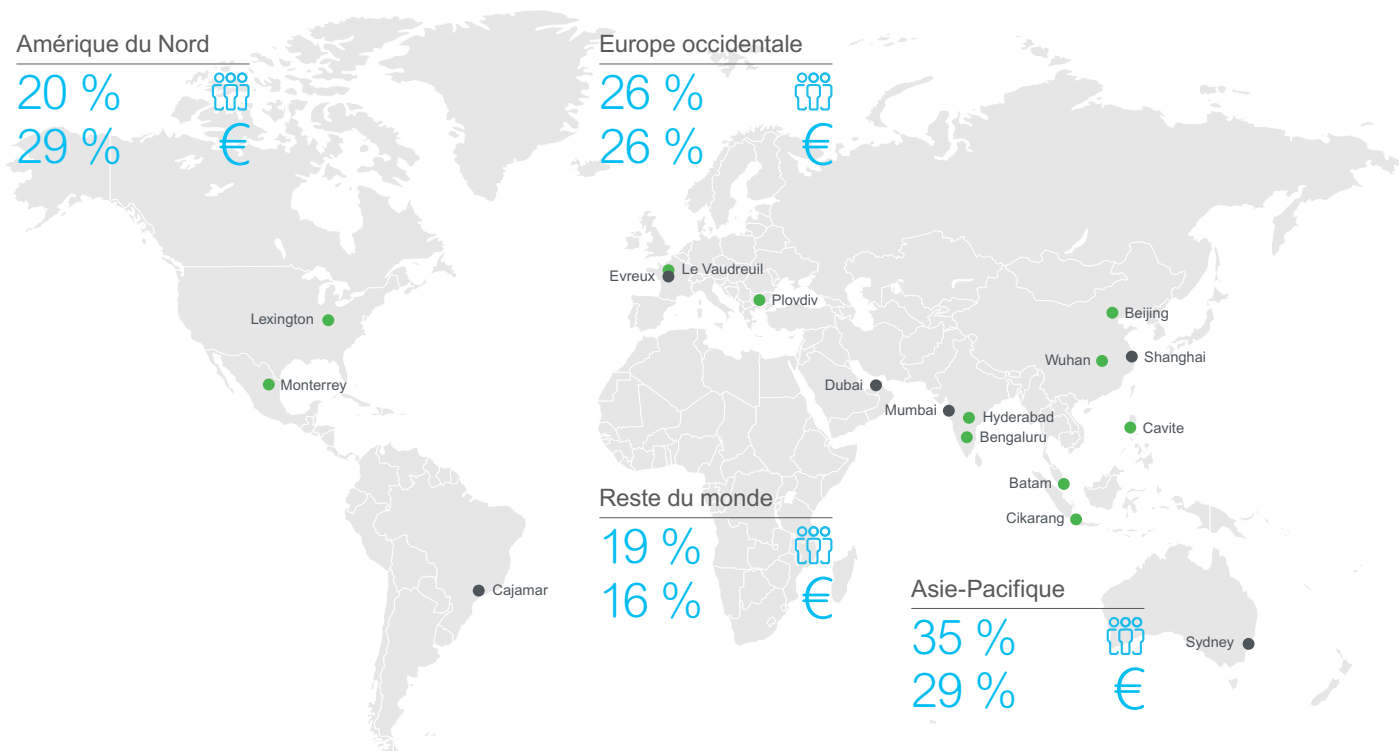 Amérique du Nord
20 %
29 %
€
Europe occidentale
26 %
26 %
€
Evreux
Le Vaudreuil
Plovdiv
Lexington
Monterrey
Beijing
Wuhan
Shanghai
Dubai
Mumbai
Hyderabad
Bengaluru
Cavite
Batam
Cikarang
Cajamar
Reste du monde
19 %
16 %
€
Asie-Pacifique
35 %
29 %
€
Sydney